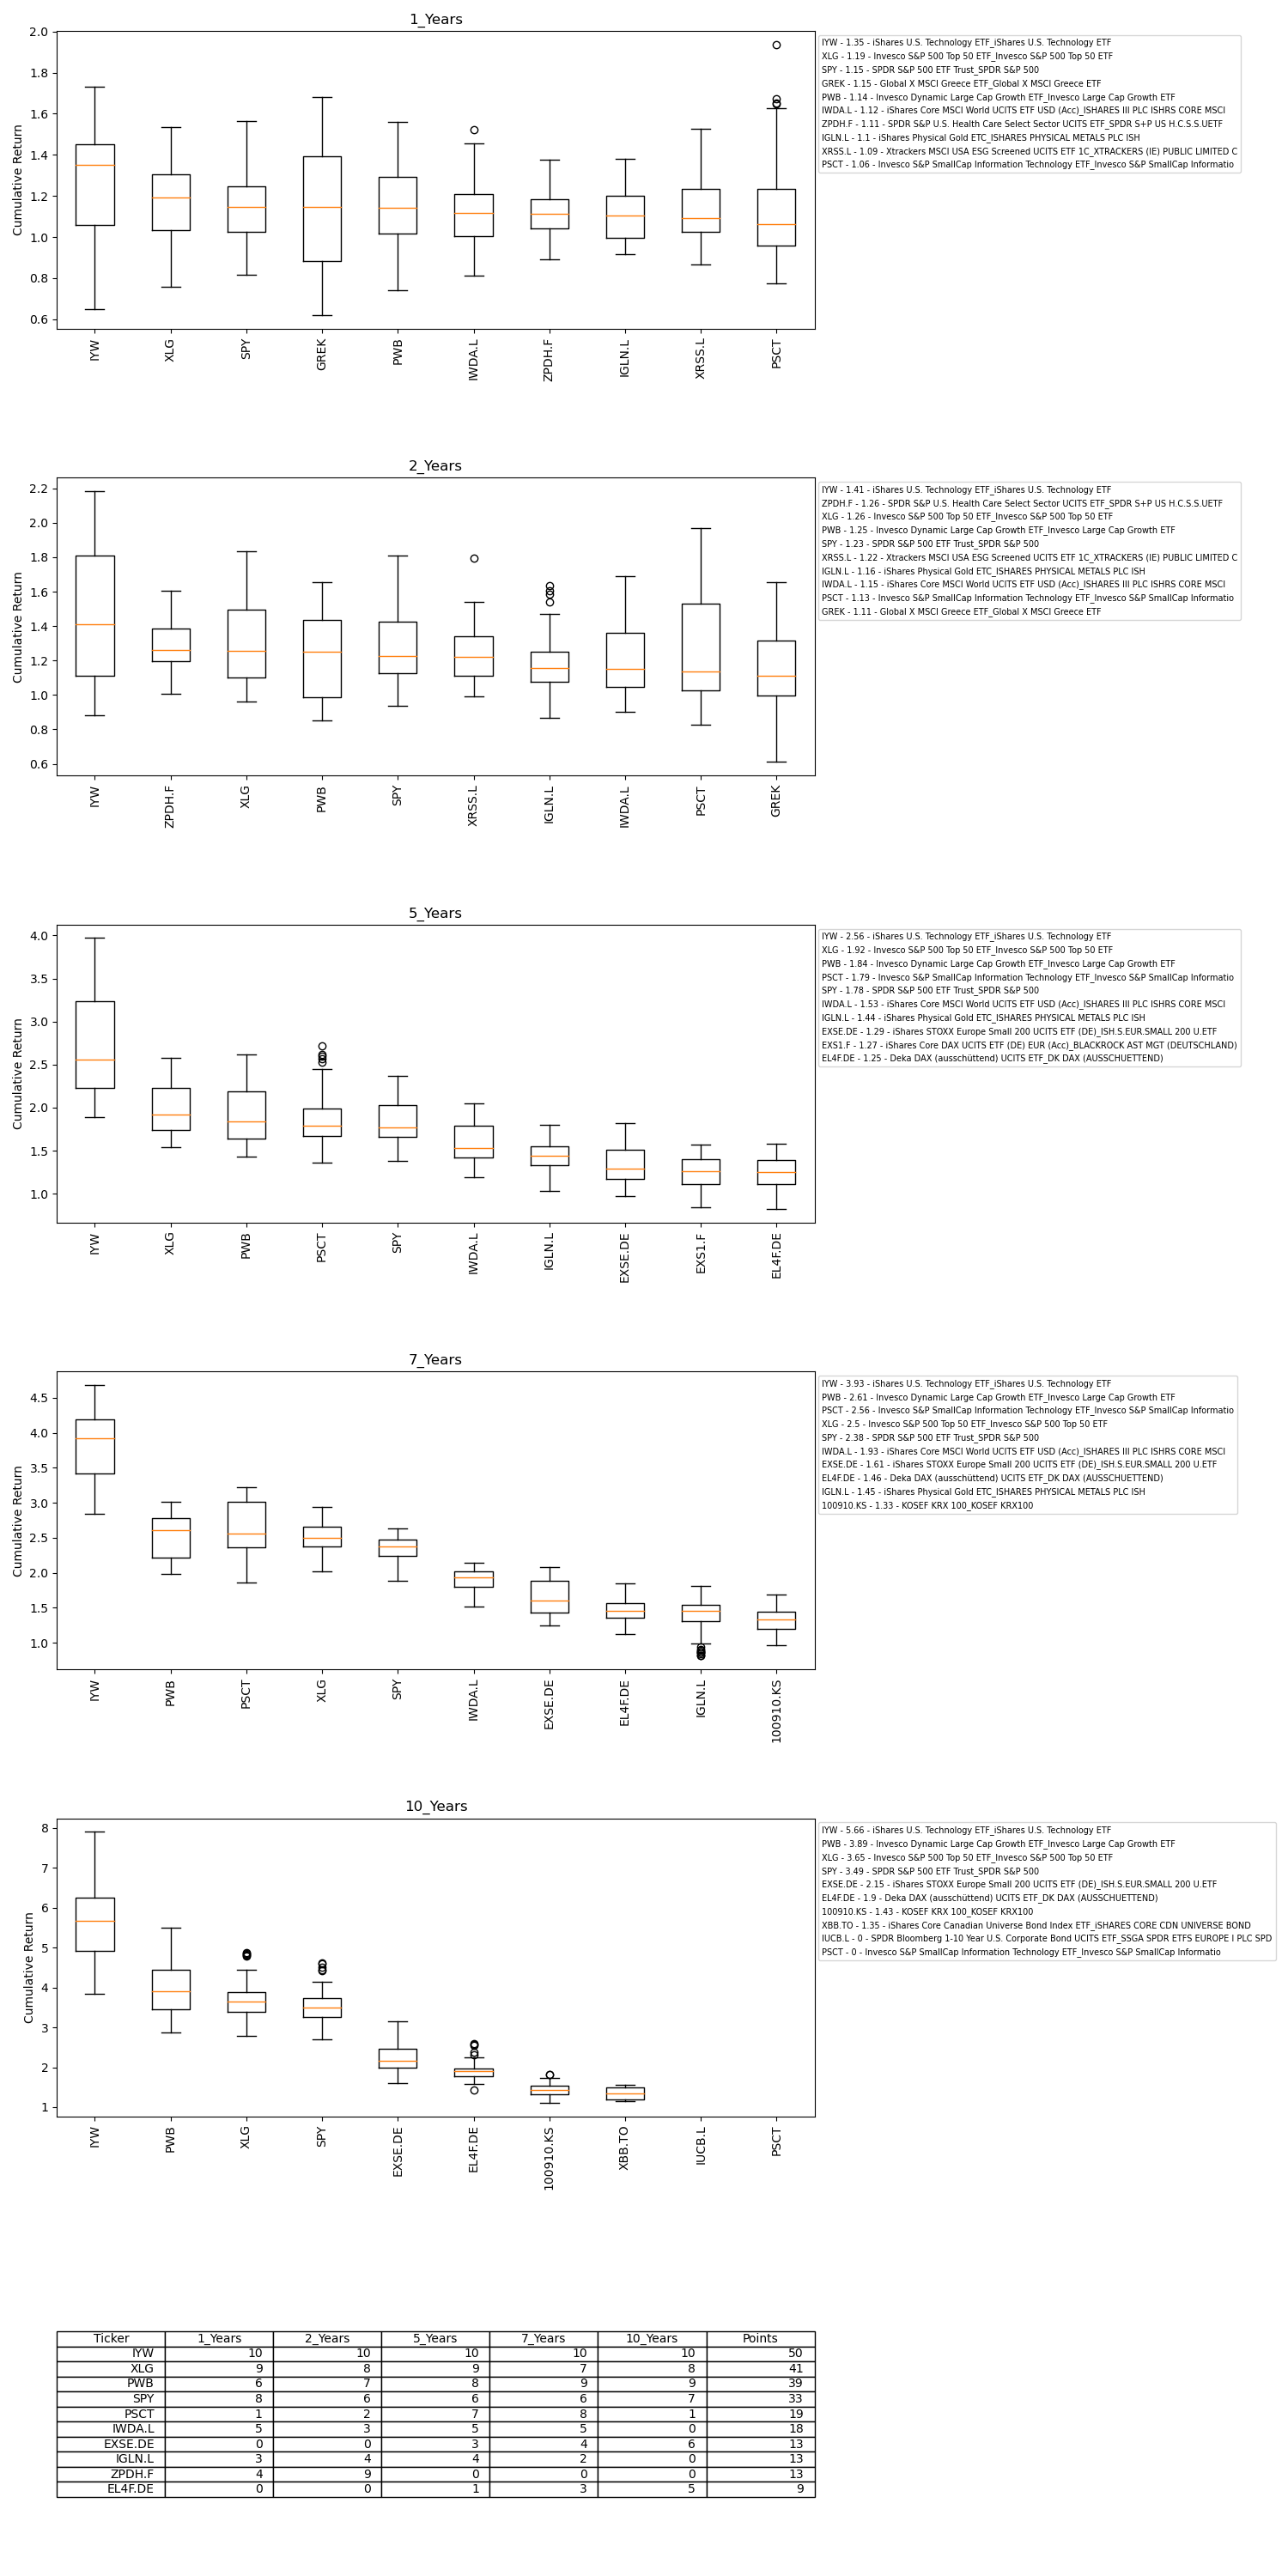 1_Years
2.0
1.8
1.6
1.4
1.2
1.0
0.8
0.6
Cumulative Return
IYW
XLG
SPY
GREK
PWB
IWDA.L
ZPDH.F
IGLN.L
XRSS.L
PSCT
IYW - 1.35 - iShares U.S. Technology ETF_iShares U.S. Technology ETF
XLG - 1.19 - Invesco S&P 500 Top 50 ETF_Invesco S&P 500 Top 50 ETF
SPY - 1.15 - SPDR S&P 500 ETF Trust_SPDR S&P 500
GREK - 1.15 - Global X MSCI Greece ETF_Global X MSCI Greece ETF
PWB - 1.14 - Invesco Dynamic Large Cap Growth ETF_Invesco Large Cap Growth ETF
IWDA.L - 1.12 - iShares Core MSCI World UCITS ETF USD (Acc)_ISHARES III PLC ISHRS CORE MSCI
ZPDH.F - 1.11 - SPDR S&P U.S. Health Care Select Sector UCITS ETF_SPDR S+P US H.C.S.S.UETF
IGLN.L - 1.1 - iShares Physical Gold ETC_ISHARES PHYSICAL METALS PLC ISH
XRSS.L - 1.09 - Xtrackers MSCI USA ESG Screened UCITS ETF 1C_XTRACKERS (IE) PUBLIC LIMITED C
PSCT - 1.06 - Invesco S&P SmallCap Information Technology ETF_Invesco S&P SmallCap Informatio
2_Years
2.2
2.0
1.8
1.6
1.4
1.2
1.0
0.8
0.6
Cumulative Return
IYW
ZPDH.F
XLG
PWB
SPY
XRSS.L
IGLN.L
IWDA.L
PSCT
GREK
IYW - 1.41 - iShares U.S. Technology ETF_iShares U.S. Technology ETF
ZPDH.F - 1.26 - SPDR S&P U.S. Health Care Select Sector UCITS ETF_SPDR S+P US H.C.S.S.UETF
XLG - 1.26 - Invesco S&P 500 Top 50 ETF_Invesco S&P 500 Top 50 ETF
PWB - 1.25 - Invesco Dynamic Large Cap Growth ETF_Invesco Large Cap Growth ETF
SPY - 1.23 - SPDR S&P 500 ETF Trust_SPDR S&P 500
XRSS.L - 1.22 - Xtrackers MSCI USA ESG Screened UCITS ETF 1C_XTRACKERS (IE) PUBLIC LIMITED C
IGLN.L - 1.16 - iShares Physical Gold ETC_ISHARES PHYSICAL METALS PLC ISH
IWDA.L - 1.15 - iShares Core MSCI World UCITS ETF USD (Acc)_ISHARES III PLC ISHRS CORE MSCI
PSCT - 1.13 - Invesco S&P SmallCap Information Technology ETF_Invesco S&P SmallCap Informatio
GREK - 1.11 - Global X MSCI Greece ETF_Global X MSCI Greece ETF
5_Years
4.0
3.5
3.0
2.5
2.0
1.5
1.0
Cumulative Return
IYW
XLG
PWB
PSCT
SPY
IWDA.L
IGLN.L
EXSE.DE
EXS1.F
EL4F.DE
IYW - 2.56 - iShares U.S. Technology ETF_iShares U.S. Technology ETF
XLG - 1.92 - Invesco S&P 500 Top 50 ETF_Invesco S&P 500 Top 50 ETF
PWB - 1.84 - Invesco Dynamic Large Cap Growth ETF_Invesco Large Cap Growth ETF
PSCT - 1.79 - Invesco S&P SmallCap Information Technology ETF_Invesco S&P SmallCap Informatio
SPY - 1.78 - SPDR S&P 500 ETF Trust_SPDR S&P 500
IWDA.L - 1.53 - iShares Core MSCI World UCITS ETF USD (Acc)_ISHARES III PLC ISHRS CORE MSCI
IGLN.L - 1.44 - iShares Physical Gold ETC_ISHARES PHYSICAL METALS PLC ISH
EXSE.DE - 1.29 - iShares STOXX Europe Small 200 UCITS ETF (DE)_ISH.S.EUR.SMALL 200 U.ETF
EXS1.F - 1.27 - iShares Core DAX UCITS ETF (DE) EUR (Acc)_BLACKROCK AST MGT (DEUTSCHLAND)
EL4F.DE - 1.25 - Deka DAX (ausschüttend) UCITS ETF_DK DAX (AUSSCHUETTEND)
7_Years
4.5
4.0
3.5
3.0
2.5
2.0
1.5
1.0
Cumulative Return
IYW
PWB
PSCT
XLG
SPY
IWDA.L
EXSE.DE
EL4F.DE
IGLN.L
100910.KS
IYW - 3.93 - iShares U.S. Technology ETF_iShares U.S. Technology ETF
PWB - 2.61 - Invesco Dynamic Large Cap Growth ETF_Invesco Large Cap Growth ETF
PSCT - 2.56 - Invesco S&P SmallCap Information Technology ETF_Invesco S&P SmallCap Informatio
XLG - 2.5 - Invesco S&P 500 Top 50 ETF_Invesco S&P 500 Top 50 ETF
SPY - 2.38 - SPDR S&P 500 ETF Trust_SPDR S&P 500
IWDA.L - 1.93 - iShares Core MSCI World UCITS ETF USD (Acc)_ISHARES III PLC ISHRS CORE MSCI
EXSE.DE - 1.61 - iShares STOXX Europe Small 200 UCITS ETF (DE)_ISH.S.EUR.SMALL 200 U.ETF
EL4F.DE - 1.46 - Deka DAX (ausschüttend) UCITS ETF_DK DAX (AUSSCHUETTEND)
IGLN.L - 1.45 - iShares Physical Gold ETC_ISHARES PHYSICAL METALS PLC ISH
100910.KS - 1.33 - KOSEF KRX 100_KOSEF KRX100
10_Years
8
7
6
5
4
3
2
1
Cumulative Return
IYW
PWB
XLG
SPY
EXSE.DE
EL4F.DE
100910.KS
XBB.TO
IUCB.L
PSCT
IYW - 5.66 - iShares U.S. Technology ETF_iShares U.S. Technology ETF
PWB - 3.89 - Invesco Dynamic Large Cap Growth ETF_Invesco Large Cap Growth ETF
XLG - 3.65 - Invesco S&P 500 Top 50 ETF_Invesco S&P 500 Top 50 ETF
SPY - 3.49 - SPDR S&P 500 ETF Trust_SPDR S&P 500
EXSE.DE - 2.15 - iShares STOXX Europe Small 200 UCITS ETF (DE)_ISH.S.EUR.SMALL 200 U.ETF
EL4F.DE - 1.9 - Deka DAX (ausschüttend) UCITS ETF_DK DAX (AUSSCHUETTEND)
100910.KS - 1.43 - KOSEF KRX 100_KOSEF KRX100
XBB.TO - 1.35 - iShares Core Canadian Universe Bond Index ETF_iSHARES CORE CDN UNIVERSE BOND
IUCB.L - 0 - SPDR Bloomberg 1-10 Year U.S. Corporate Bond UCITS ETF_SSGA SPDR ETFS EUROPE I PLC SPD
PSCT - 0 - Invesco S&P SmallCap Information Technology ETF_Invesco S&P SmallCap Informatio
Ticker 1_Years 2_Years 5_Years 7_Years 10_Years Points
IYW 10 10 10 10 10 50
XLG 9 8 9 7 8 41
PWB 6 7 8 9 9 39
SPY 8 6 6 6 7 33
PSCT 1 2 7 8 1 19
IWDA.L 5 3 5 5 0 18
EXSE.DE 0 0 3 4 6 13
IGLN.L 3 4 4 2 0 13
ZPDH.F 4 9 0 0 0 13
EL4F.DE 0 0 1 3 5 9